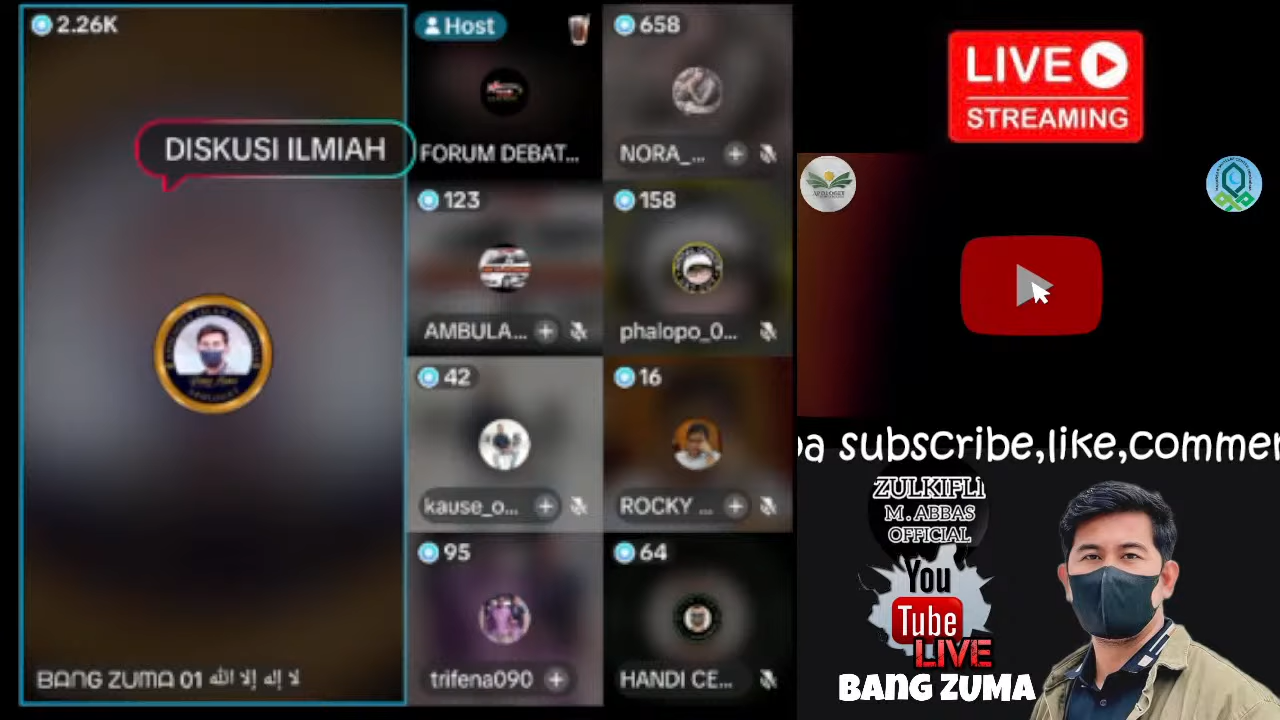 2.26K
DISKUSI ILMIAH
BANG ZUMA 01 لا إله إلا الله
Host
FORUM DEBAT...
658
NORA_...
123
AMBULA...
158
phalopo_0...
42
kause_o...
16
ROCKY ...
95
trifena090
64
HANDI CE...
LIVE
STREAMING
a subscribe,like,commen
ZULKIFLI
M. ABBAS
OFFICIAL
You
Tube
LIVE
BANG ZUMA